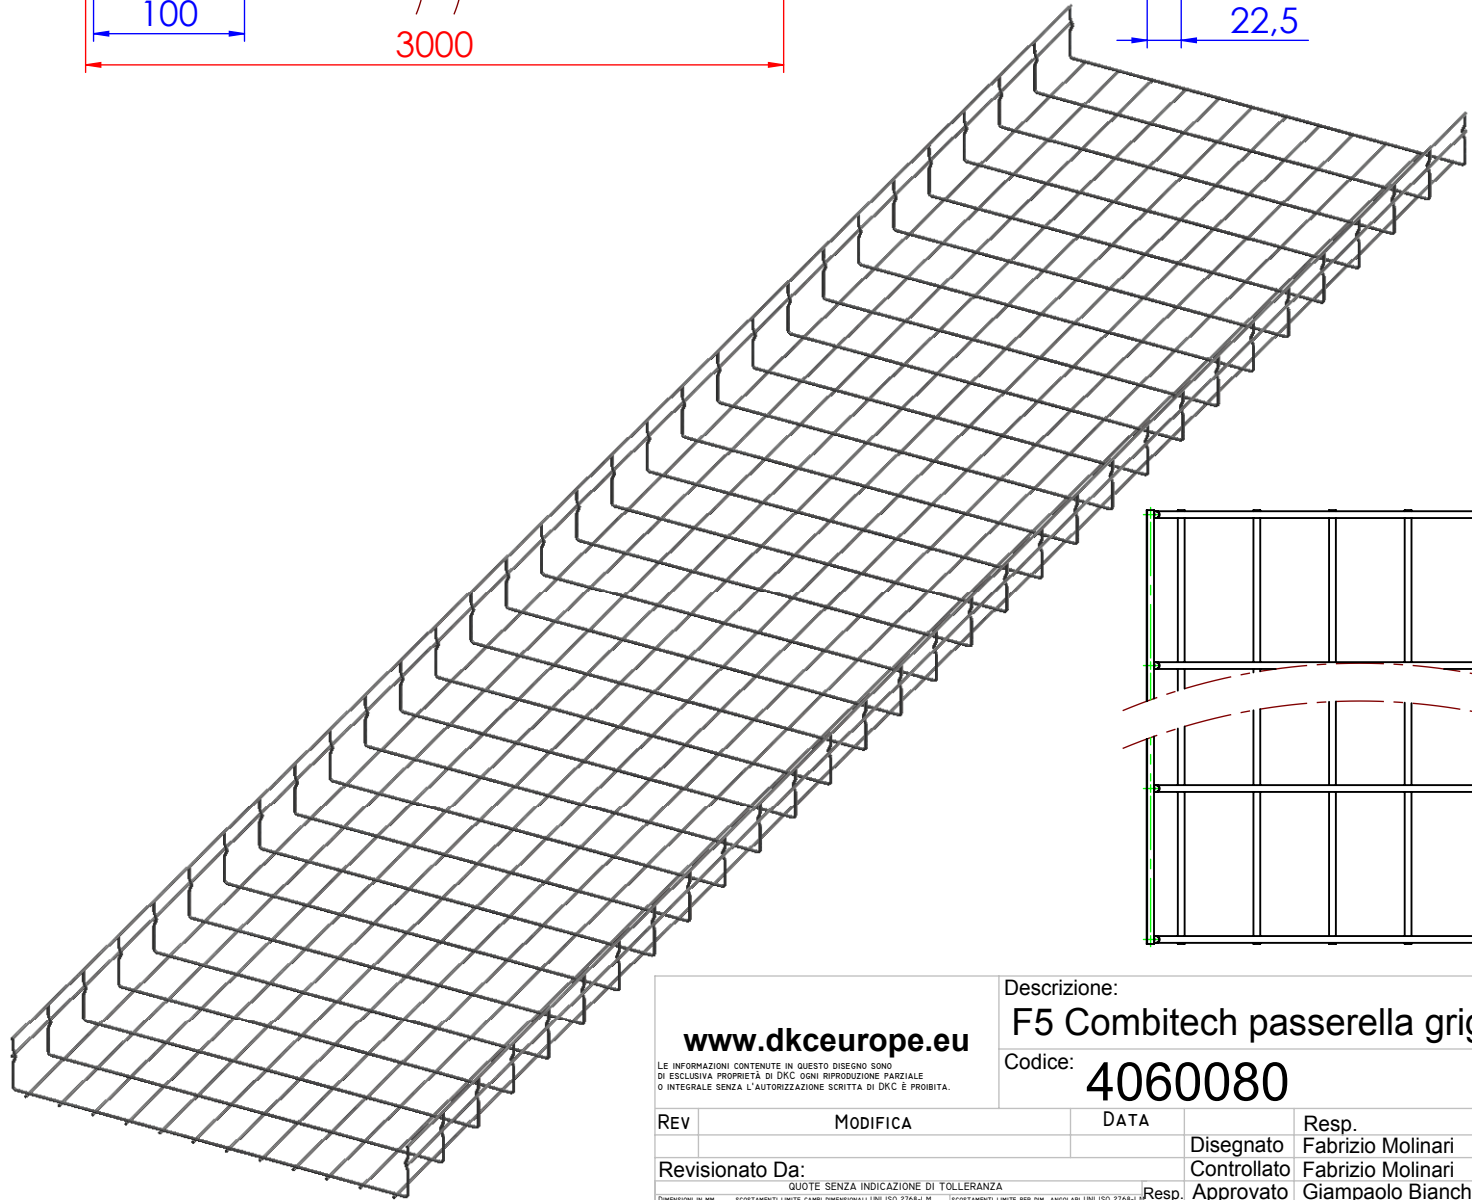 100
3000
22,5
www.dkceurope.eu
LE INFORMAZIONI CONTENUTE IN QUESTO DISEGNO SONO
DI ESCLUSIVA PROPRIETÀ DI DKC OGNI RIPRODUZIONE PARZIALE
O INTEGRALE SENZA L'AUTORIZZAZIONE SCRITTA DI DKC È PROIBITA.
Descrizione:
F5 Combitech passerella grig
Codice: 4060080
REV MODIFICA DATA Resp.
Disegnato Fabrizio Molinari
Revisionato Da: Controllato Fabrizio Molinari
QUOTE SENZA INDICAZIONE DI TOLLERANZA
Resp. Approvato Giampaolo Bianch